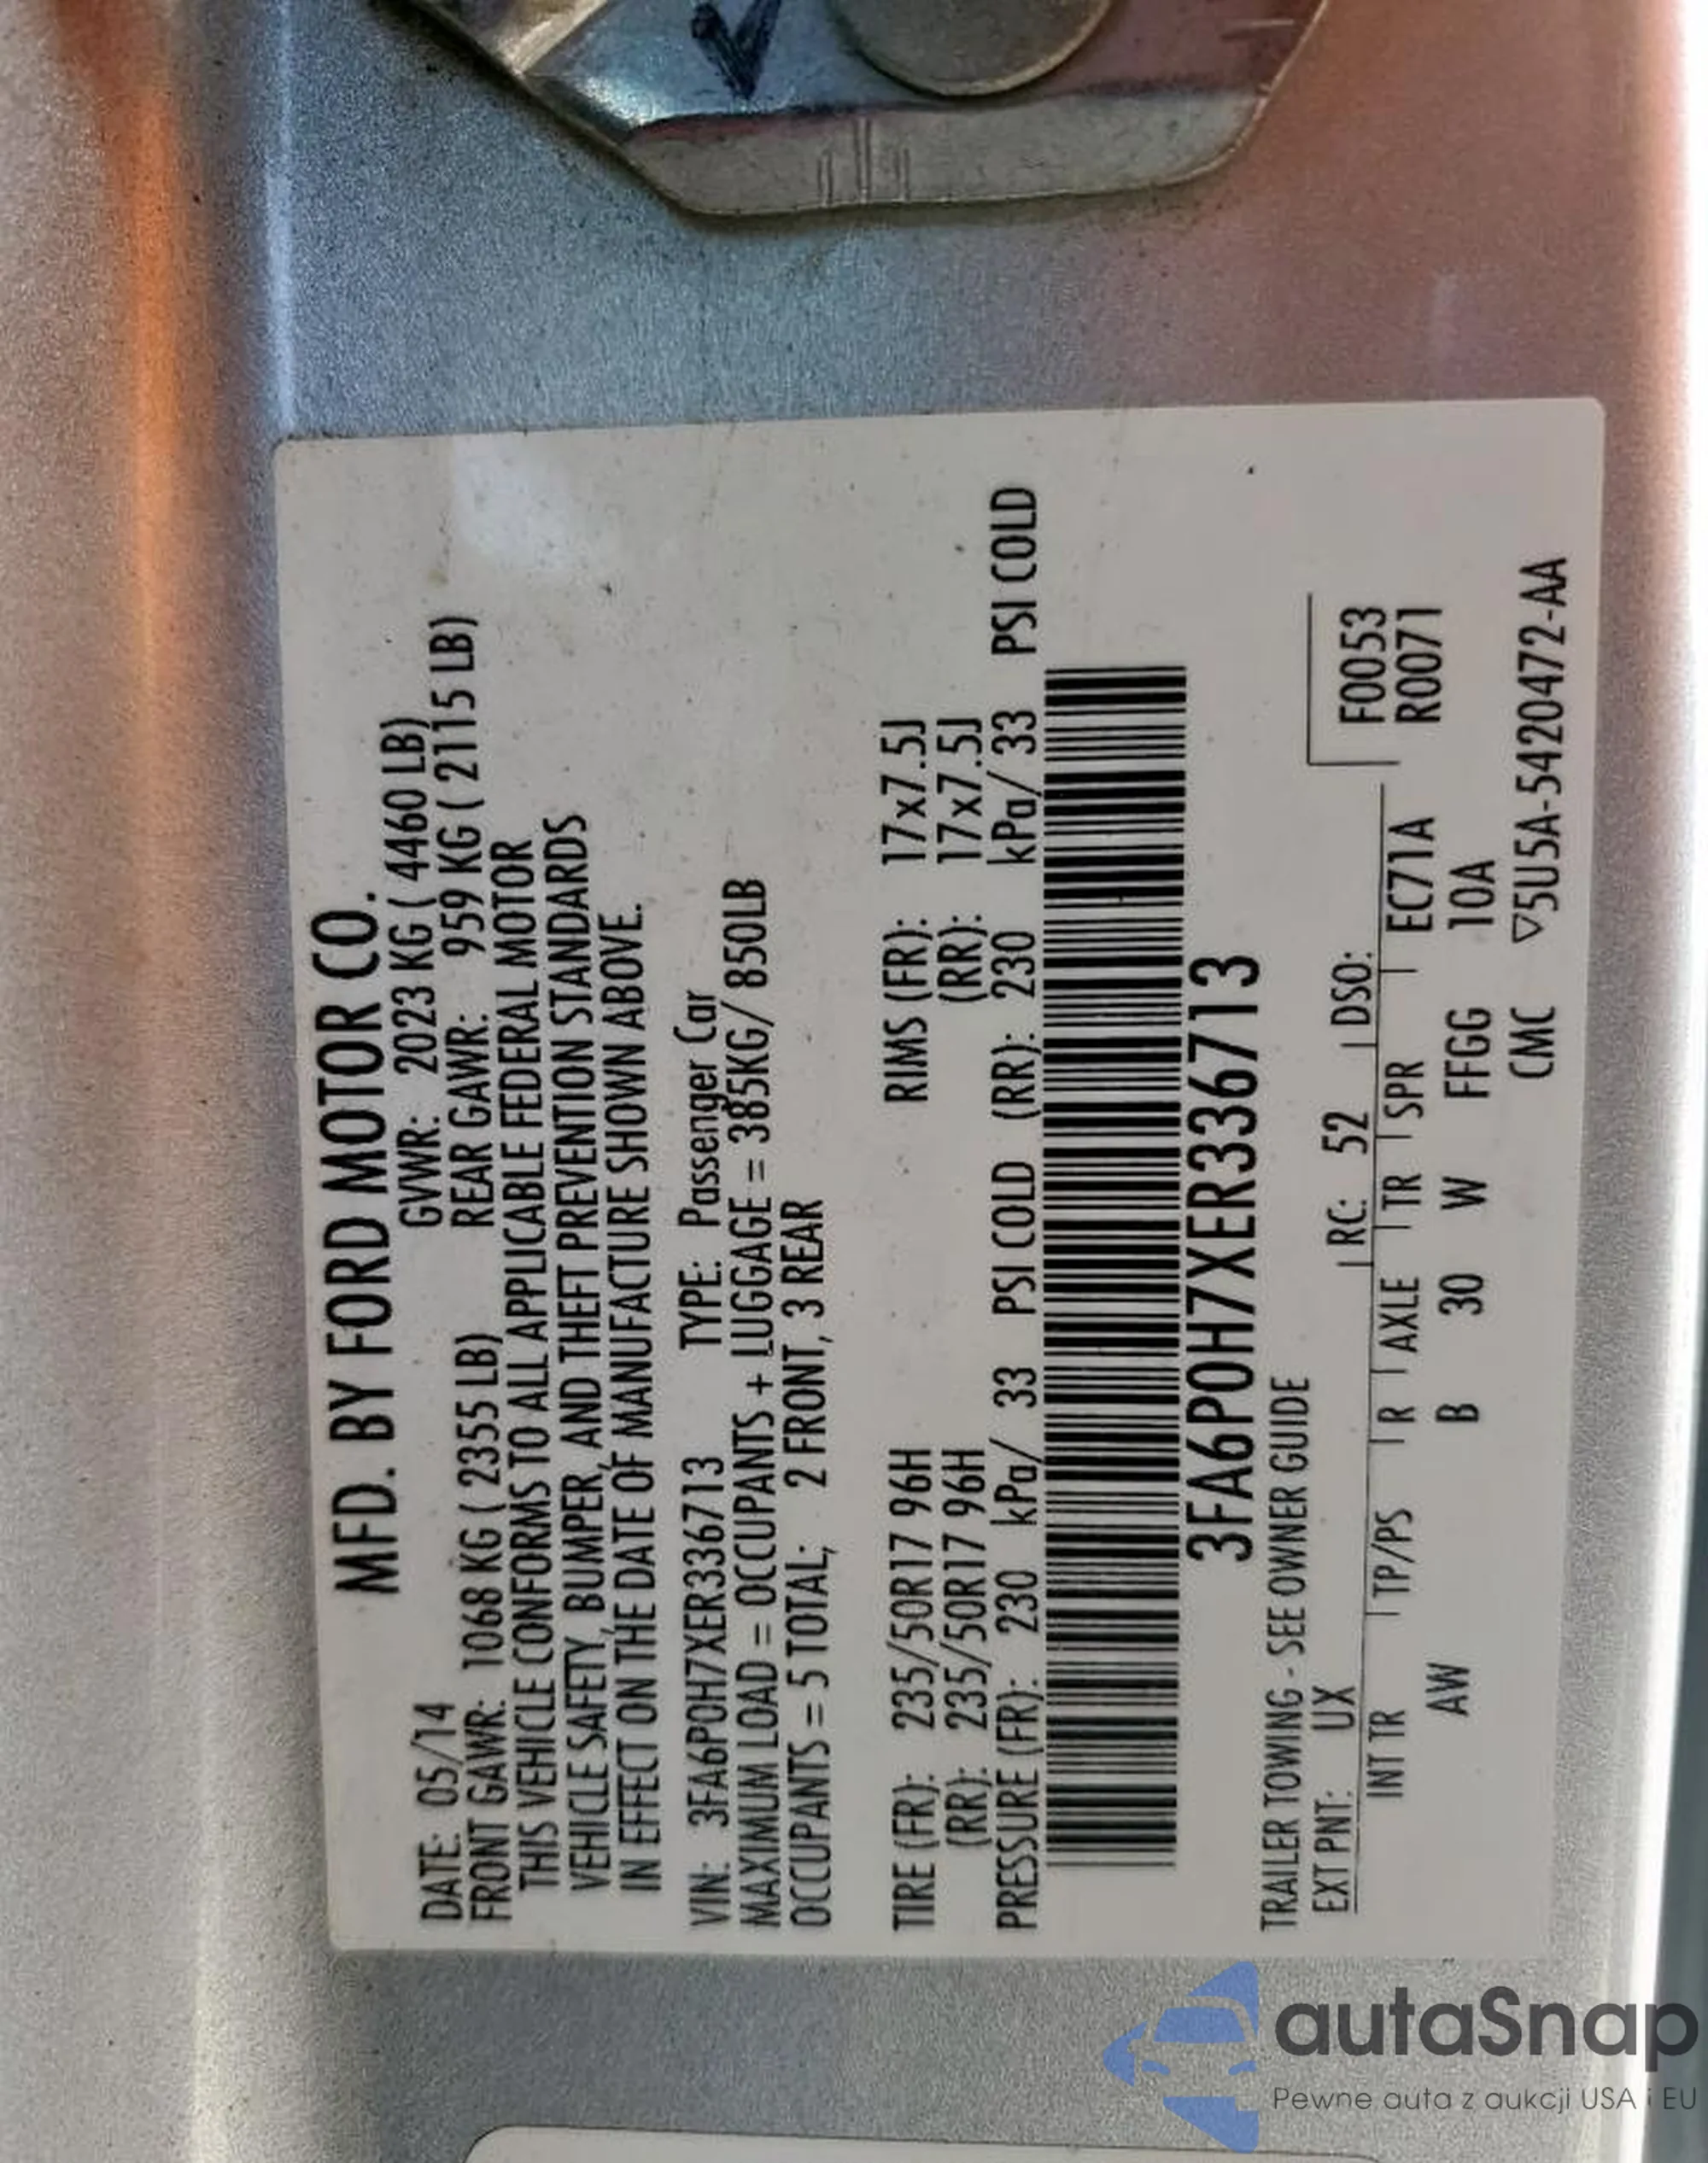 MFD. BY FORD MOTOR CO.
DATE: 05/14 GVWR: 2023 KG ( 4460 LB)
FRONT GAWR: 1068 KG ( 2355 LB) REAR GAWR: 959 KG ( 2115 LB)
THIS VEHICLE CONFORMS TO ALL APPLICABLE FEDERAL MOTOR
VEHICLE SAFETY, BUMPER, AND THEFT PREVENTION STANDARDS
IN EFFECT ON THE DATE OF MANUFACTURE SHOWN ABOVE.
VIN: 3FA6P0H7XER336713 TYPE: Passenger Car
MAXIMUM LOAD = OCCUPANTS + LUGGAGE = 385KG/ 850LB
OCCUPANTS = 5 TOTAL; 2 FRONT, 3 REAR
TIRE (FR): 235/50R17 96H RIMS (FR): 17x7.5J
(RR): 235/50R17 96H (RR): 17x7.5J
PRESSURE (FR): 230 kPa/ 33 PSI COLD (RR): 230 kPa/ 33 PSI COLD
3FA6P0H7XER336713
TRAILER TOWING - SEE OWNER GUIDE
EXT PNT: UX RC: 52 DSO:
F0053
R0071
INT TR TP/PS R AXLE TR SPR EC71A
AW B 30 W FFGG 10A
CMC ▽5U5A-5420472-AA
autaSnap
Pewne auta z aukcji USA i EU